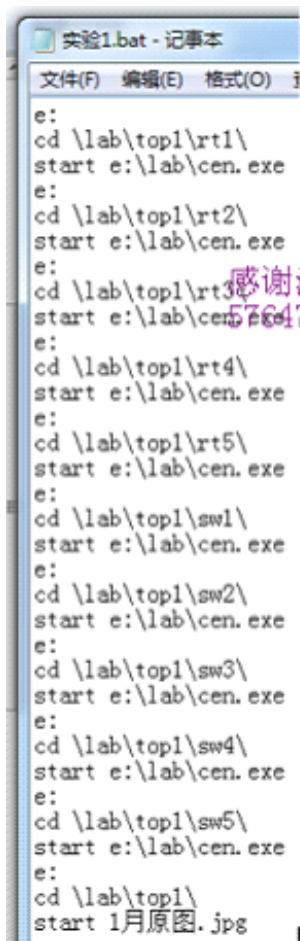 实验1.bat - 记事本
文件(F) 编辑(E) 格式(O)
e:
cd \lab\top1\rt1\
start e:\lab\cen.exe
e:
cd \lab\top1\rt2\
start e:\lab\cen.exe
e:
cd \lab\top1\rt3\
感谢
start e:\lab\cen.exe
57647
e:
cd \lab\top1\rt4\
start e:\lab\cen.exe
e:
cd \lab\top1\rt5\
start e:\lab\cen.exe
e:
cd \lab\top1\sw1\
start e:\lab\cen.exe
e:
cd \lab\top1\sw2\
start e:\lab\cen.exe
e:
cd \lab\top1\sw3\
start e:\lab\cen.exe
e:
cd \lab\top1\sw4\
start e:\lab\cen.exe
e:
cd \lab\top1\sw5\
start e:\lab\cen.exe
e:
cd \lab\top1\
start 1月原图.jpg